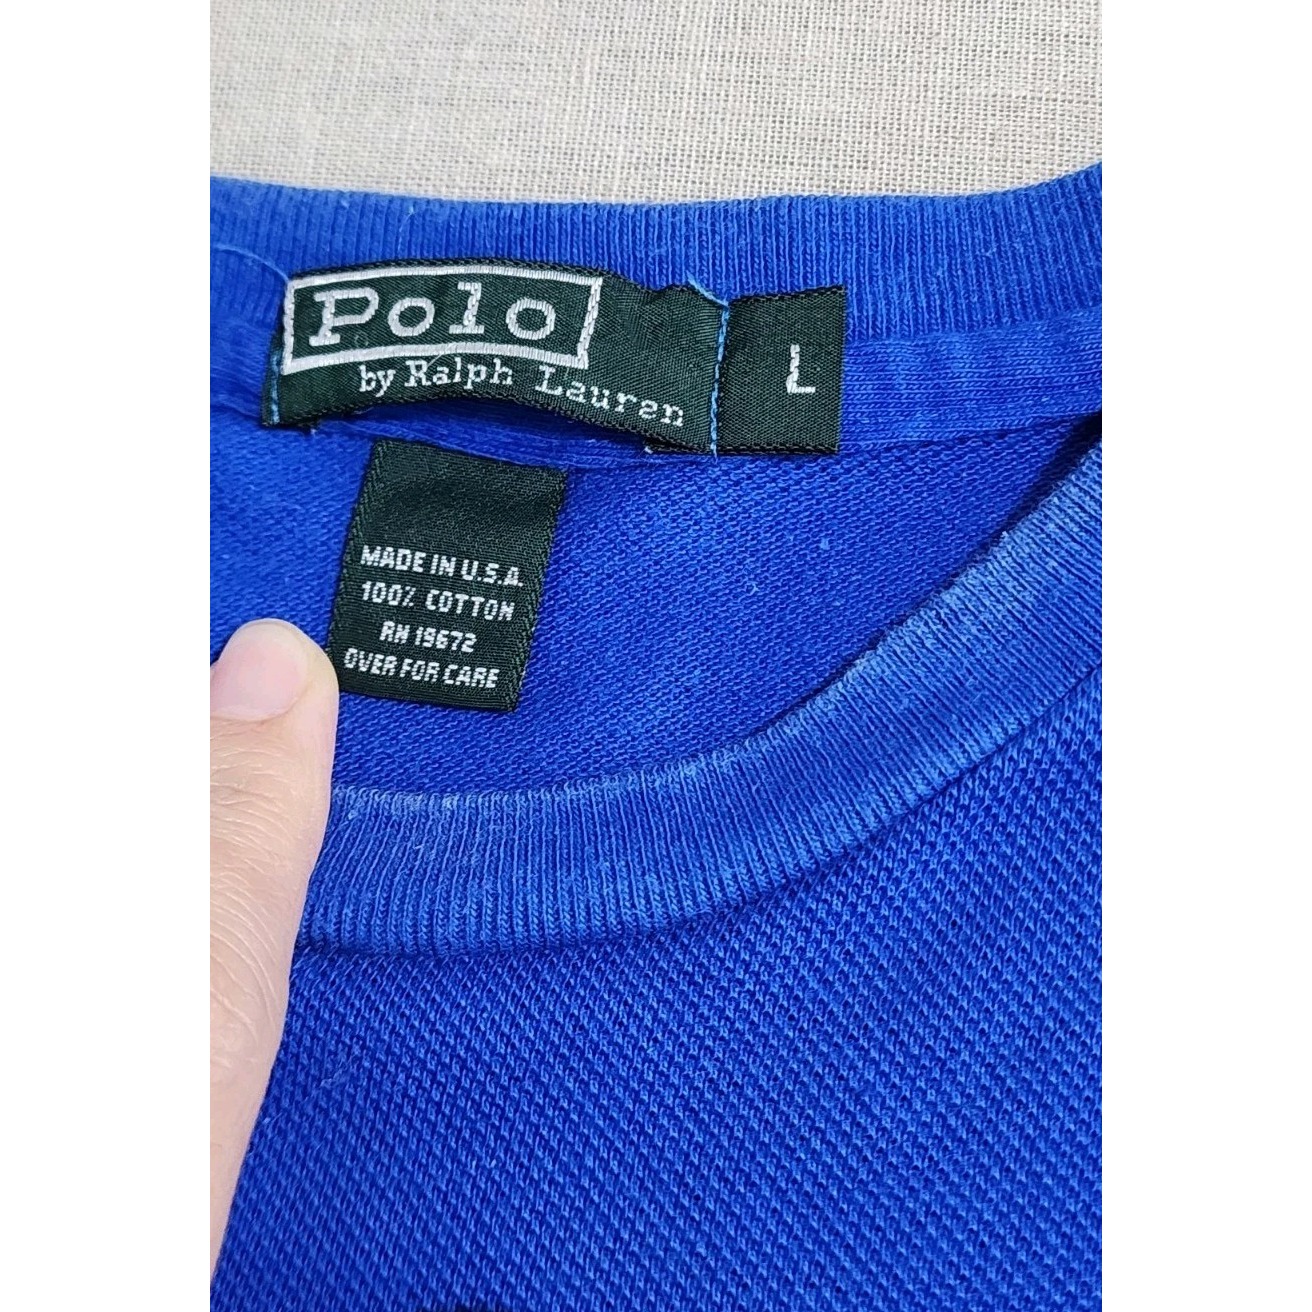 Polo
by Ralph Lauren
L
MADE IN U.S.A.
100% COTTON
RN 19672
OVER FOR CARE